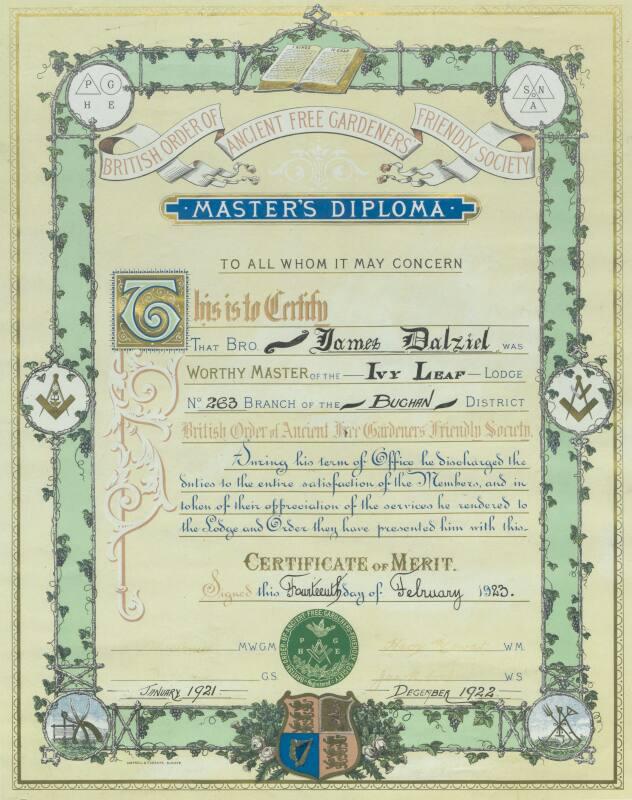 I KINGS IV CHAP
P G
H E
S N
A
BRITISH ORDER OF ANCIENT FREE GARDENERS' FRIENDLY SOCIETY
MASTER'S DIPLOMA
TO ALL WHOM IT MAY CONCERN
This is to Certify
THAT BRO. James Dalziel WAS
WORTHY MASTER OF THE IVY LEAF LODGE
No 263 BRANCH OF THE BUCHAN DISTRICT
British Order of Ancient Free Gardeners Friendly Society
During his term of Office he discharged the
duties to the entire satisfaction of the Members, and in
token of their appreciation of the services he rendered to
the Lodge and Order they have presented him with this
CERTIFICATE OF MERIT.
Signed this Fourteenth day of February 1923.
M.W.G.M. W.M.
P G
H E
G.S. W.S.
JANUARY 1921 DECEMBER 1922